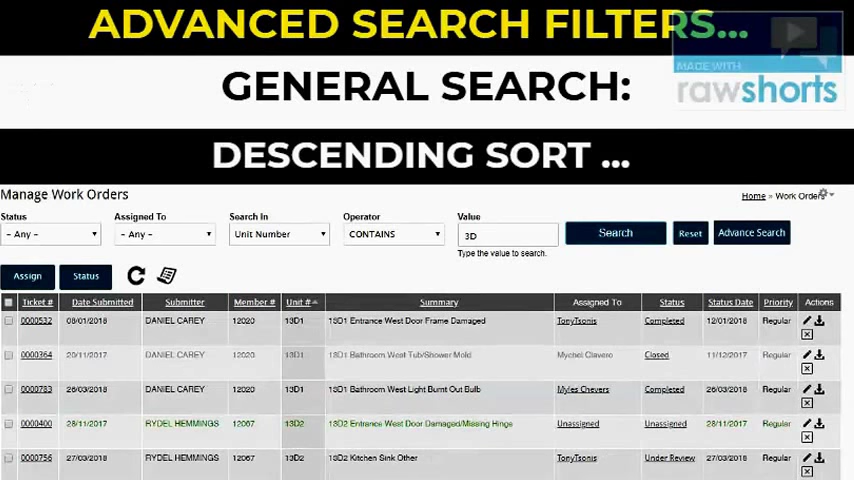 ADVANCED SEARCH FILTERS...
MADE WITH
rawshorts
GENERAL SEARCH:
DESCENDING SORT ...
Manage Work Orders
Home » Work Orders
Status Assigned To Search In Operator Value
- Any - - Any - Unit Number CONTAINS 3D Search Reset Advance Search
Type the value to search.
Assign Status
Ticket # Date Submitted Submitter Member # Unit # Summary Assigned To Status Status Date Priority Actions
0000532 08/01/2018 DANIEL CAREY 12020 13D1 13D1 Entrance West Door Frame Damaged TonyTsonis Completed 12/01/2018 Regular
0000364 20/11/2017 DANIEL CAREY 12020 13D1 13D1 Bathroom West Tub/Shower Mold Mychel Clavero Closed 11/12/2017 Regular
0000783 26/03/2018 DANIEL CAREY 12020 13D1 13D1 Bathroom West Light Burnt Out Bulb Myles Chevers Completed 26/03/2018 Regular
0000400 28/11/2017 RYDEL HEMMINGS 12067 13D2 13D2 Entrance West Door Damaged/Missing Hinge Unassigned Unassigned 28/11/2017 Regular
0000756 27/03/2018 RYDEL HEMMINGS 12067 13D2 13D2 Kitchen Sink Other TonyTsonis Under Review 27/03/2018 Regular